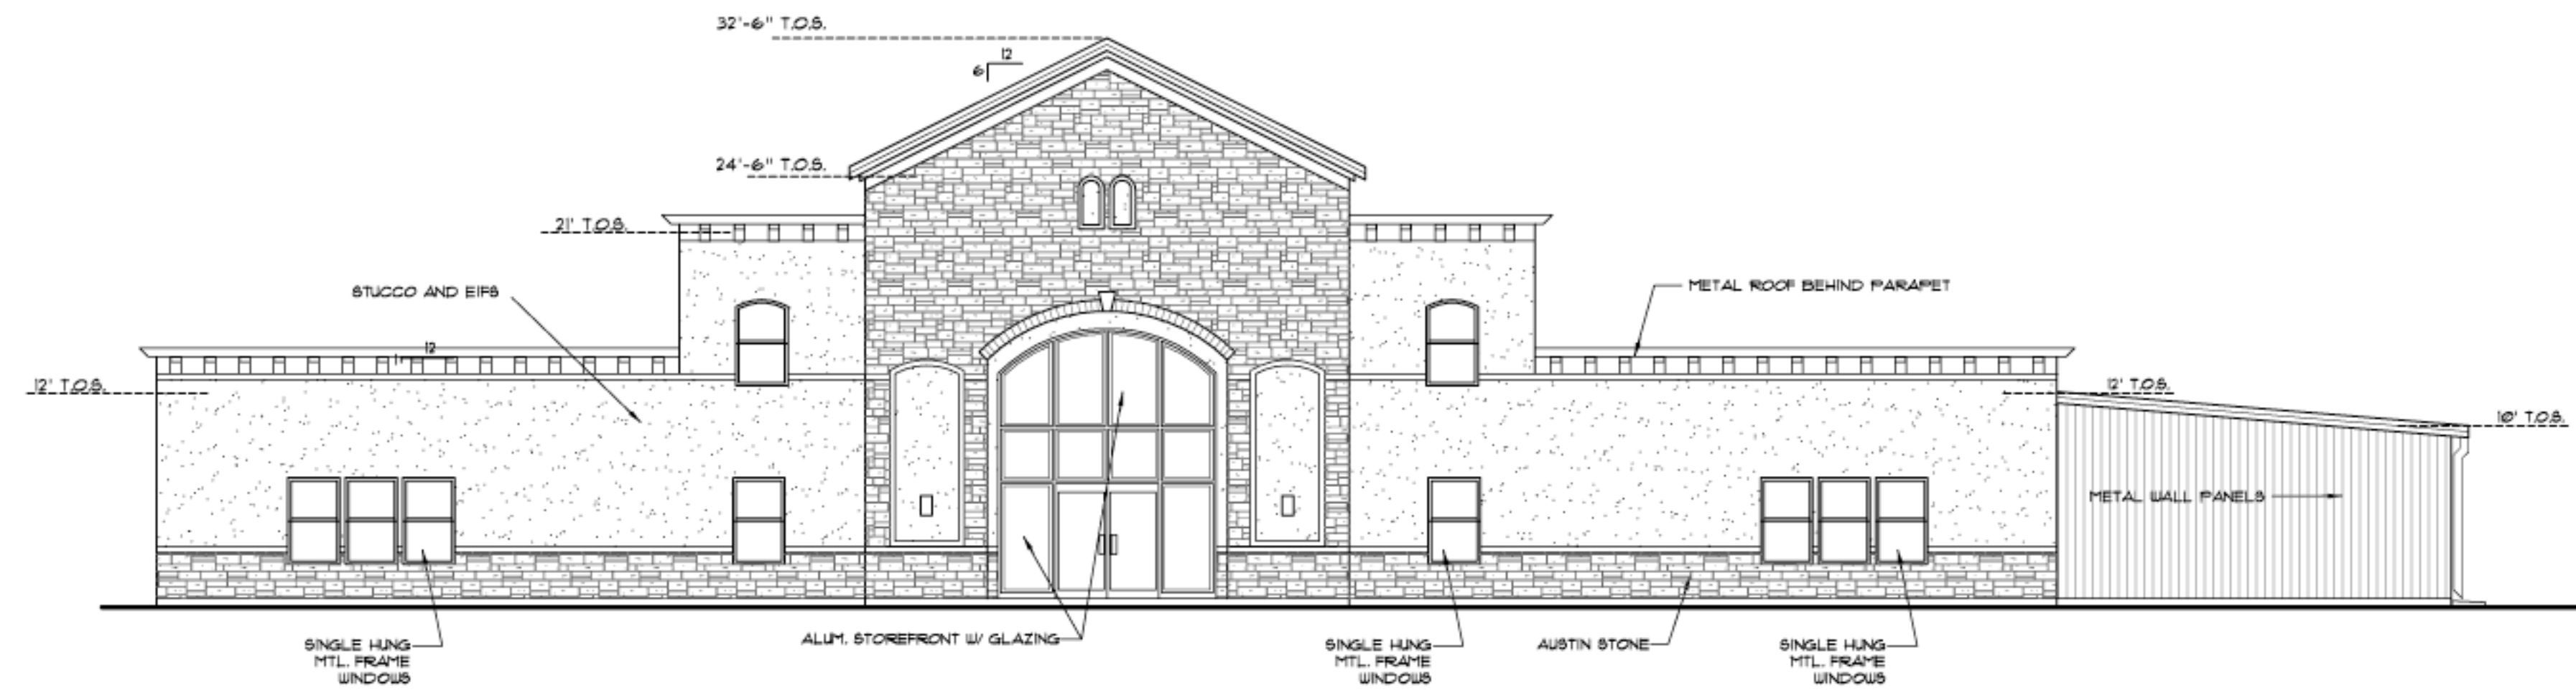 32'-6" T.O.S.
12
6
24'-6" T.O.S.
21' T.O.S.
STUCCO AND EIFS
METAL ROOF BEHIND PARAPET
12
1
12' T.O.S.
12' T.O.S.
10' T.O.S.
METAL WALL PANELS
ALUM. STOREFRONT W/ GLAZING
SINGLE HUNG
MTL. FRAME
WINDOWS
SINGLE HUNG
MTL. FRAME
WINDOWS
AUSTIN STONE
SINGLE HUNG
MTL. FRAME
WINDOWS